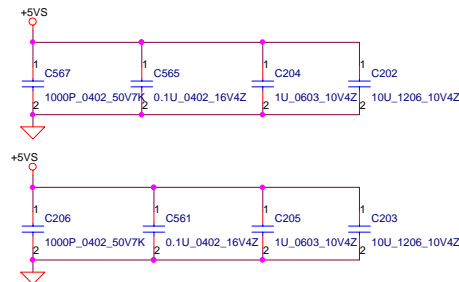 +5VS
1 1 1 1
C567 C565 C204 C202
1000P_0402_50V7K 0.1U_0402_16V4Z 1U_0603_10V4Z 10U_1206_10V4Z
2 2 2 2
+5VS
1 1 1 1
C206 C561 C205 C203
1000P_0402_50V7K 0.1U_0402_16V4Z 1U_0603_10V4Z 10U_1206_10V4Z
2 2 2 2